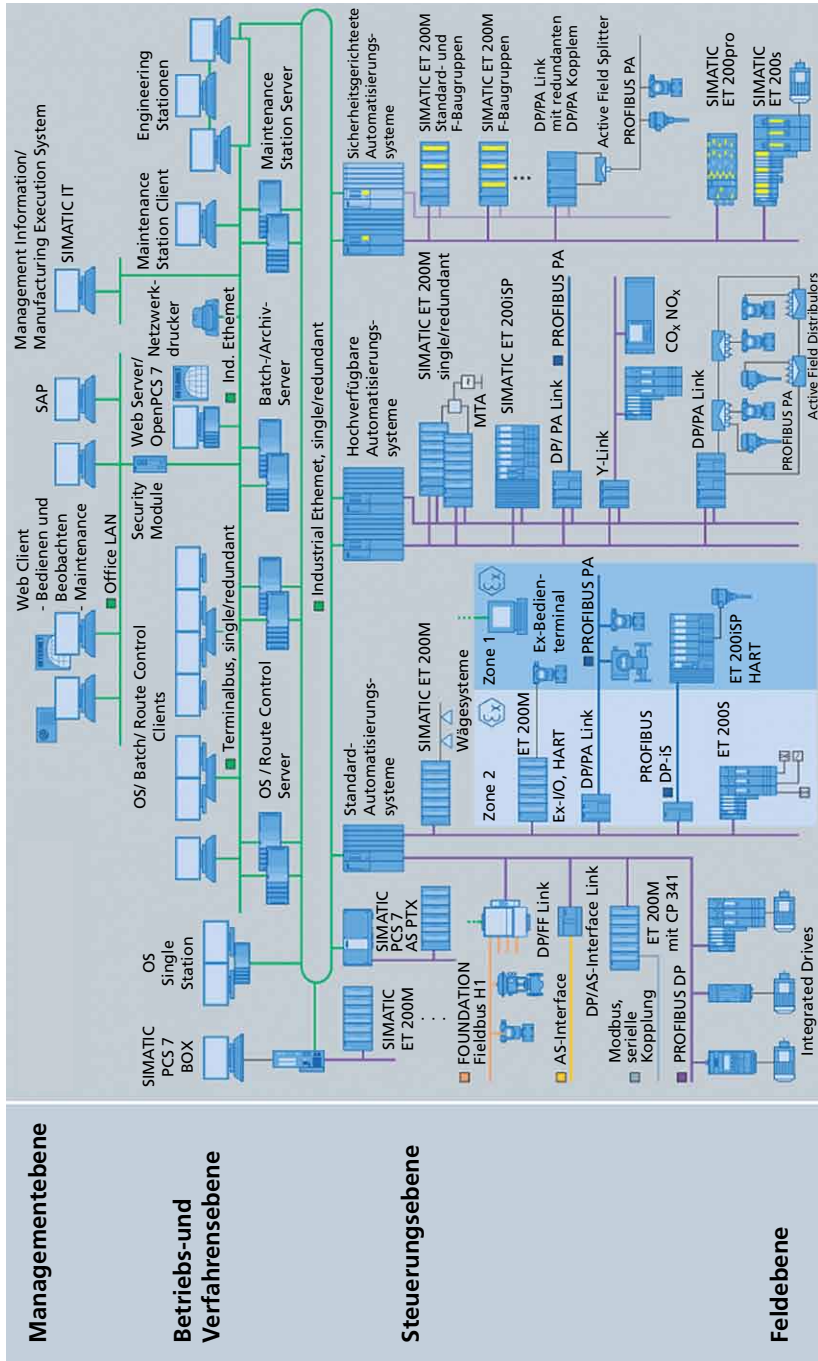 Managementebene
Betriebs-und
Verfahrensebene
Steuerungsebene
Feldebene
Web Client
- Bedienen und
Beobachten
- Maintenance
Office LAN
SAP
Management Information/
Manufacturing Execution System
SIMATIC IT
SIMATIC
PCS 7
BOX
OS
Single
Station
OS/ Batch/ Route Control
Clients
Security
Module
Web Server/
OpenPCS 7
Netzwerk-
drucker
Ind. Ethernet
Maintenance
Station Client
Engineering
Stationen
Terminalbus, single/redundant
OS / Route Control
Server
Batch-/Archiv-
Server
Maintenance
Station Server
Industrial Ethernet, single/redundant
SIMATIC
PCS 7
AS PTX
Standard-
Automatisierungs-
systeme
Hochverfügbare
Automatisierungs-
systeme
Sicherheitsgerichteete
Automatisierungs-
systeme
SIMATIC
ET 200M
.
.
.
FOUNDATION
Fieldbus H1
DP/FF Link
AS-Interface
DP/AS-Interface Link
Modbus,
serielle
Kopplung
ET 200M
mit CP 341
PROFIBUS DP
Integrated Drives
SIMATIC ET 200M
Wägesysteme
Zone 2
ET 200M
Ex-I/O, HART
DP/PA Link
PROFIBUS
DP-iS
ET 200S
Zone 1
Ex-Bedien-
terminal
PROFIBUS PA
ET 200iSP
HART
SIMATIC ET 200M
single/redundant
MTA
SIMATIC ET 200iSP
DP/ PA Link
PROFIBUS PA
Y-Link
COx NOx
DP/PA Link
PROFIBUS PA
Active Field Distributors
SIMATIC ET 200M
Standard- und
F-Baugruppen
SIMATIC ET 200M
F-Baugruppen
...
DP/PA Link
mit redundanten
DP/PA Kopplem
Active Field Splitter
PROFIBUS PA
SIMATIC
ET 200pro
SIMATIC
ET 200s